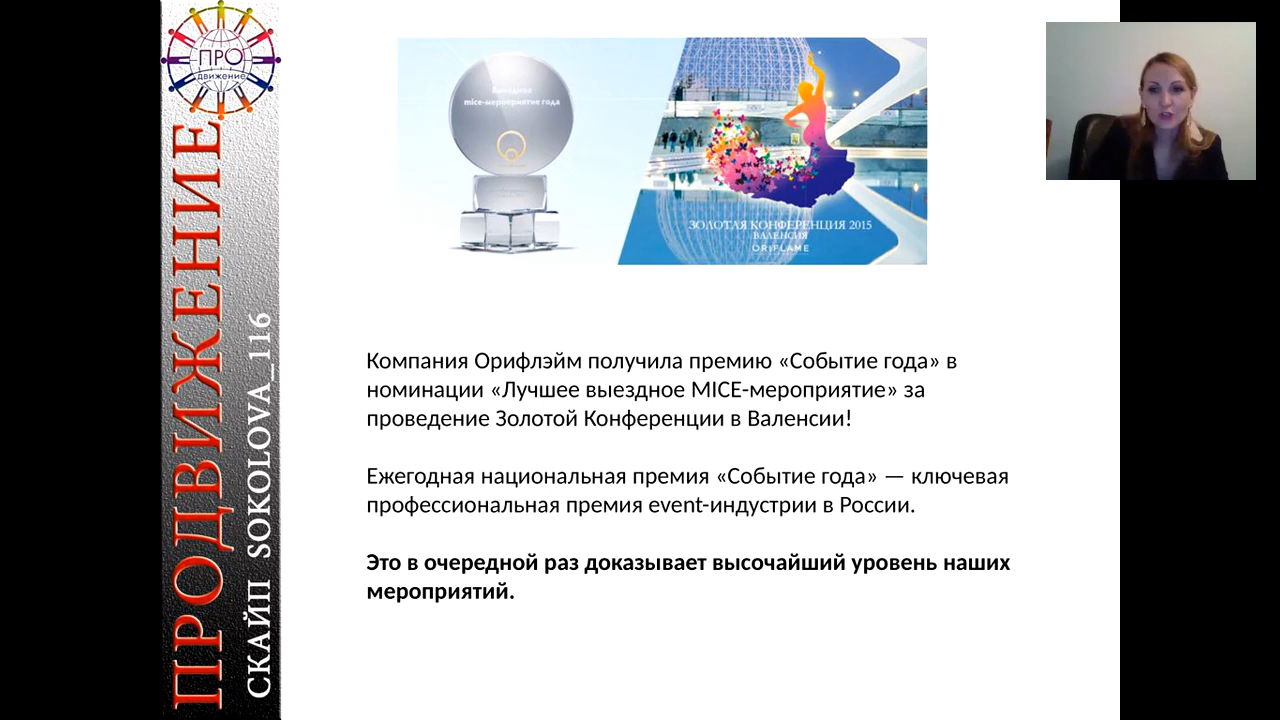 ПРО
движение
ПРОДВИЖЕНИЕ
СКАЙП SOKOLOVA_116
Выездное
mice-мероприятие года
ЗОЛОТАЯ КОНФЕРЕНЦИЯ 2015
ВАЛЕНСИЯ
ORIFLAME
Компания Орифлэйм получила премию «Событие года» в
номинации «Лучшее выездное MICE-мероприятие» за
проведение Золотой Конференции в Валенсии!
Ежегодная национальная премия «Событие года» — ключевая
профессиональная премия event-индустрии в России.
Это в очередной раз доказывает высочайший уровень наших
мероприятий.